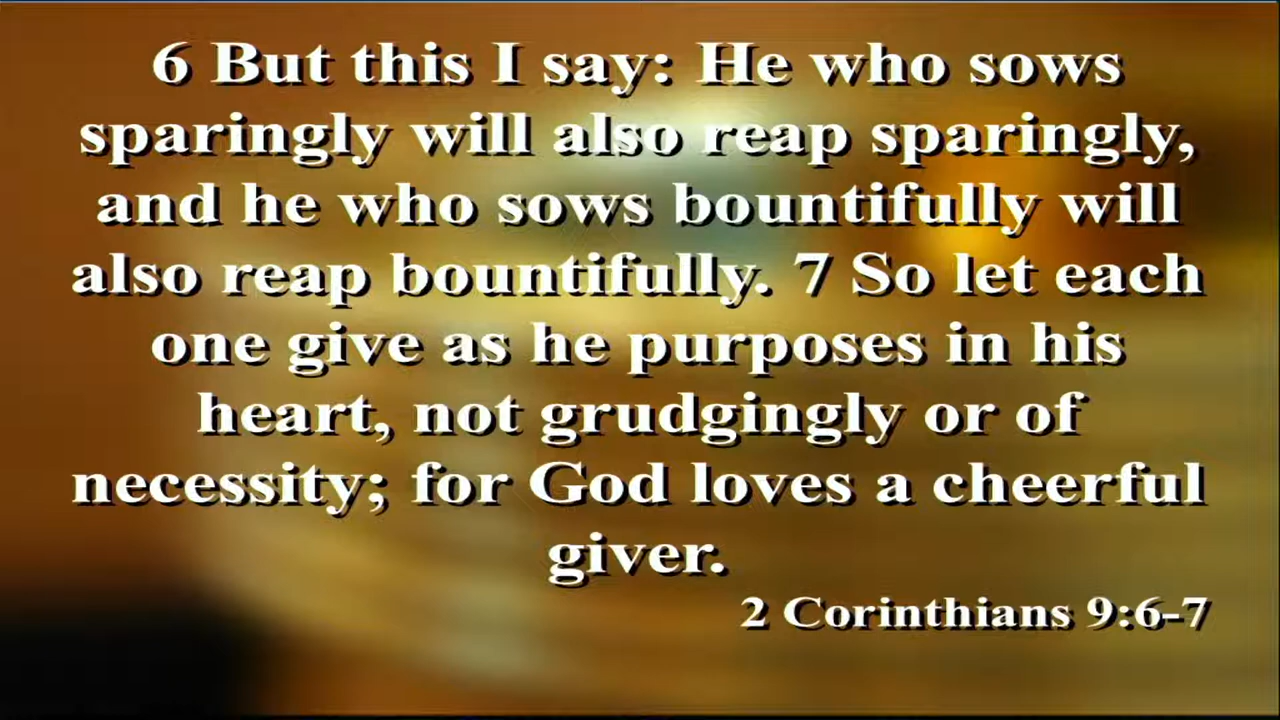 6 But this I say: He who sows
sparingly will also reap sparingly,
and he who sows bountifully will
also reap bountifully. 7 So let each
one give as he purposes in his
heart, not grudgingly or of
necessity; for God loves a cheerful
giver.
2 Corinthians 9:6-7